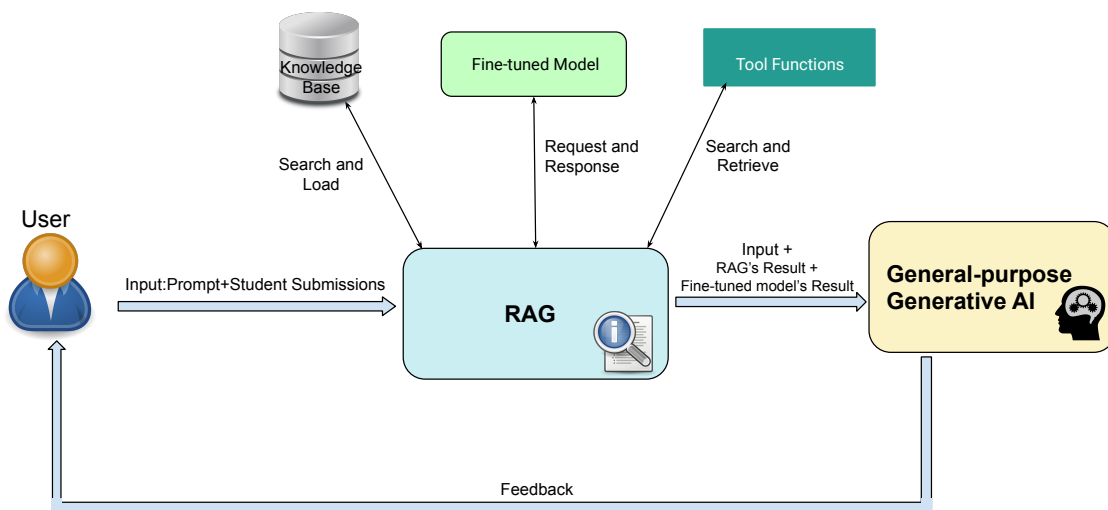 Knowledge
Base
Fine-tuned Model
Tool Functions
Search and
Load
Request and
Response
Search and
Retrieve
User
Input:Prompt+Student Submissions
RAG
Input +
RAG's Result +
Fine-tuned model's Result
General-purpose
Generative AI
Feedback